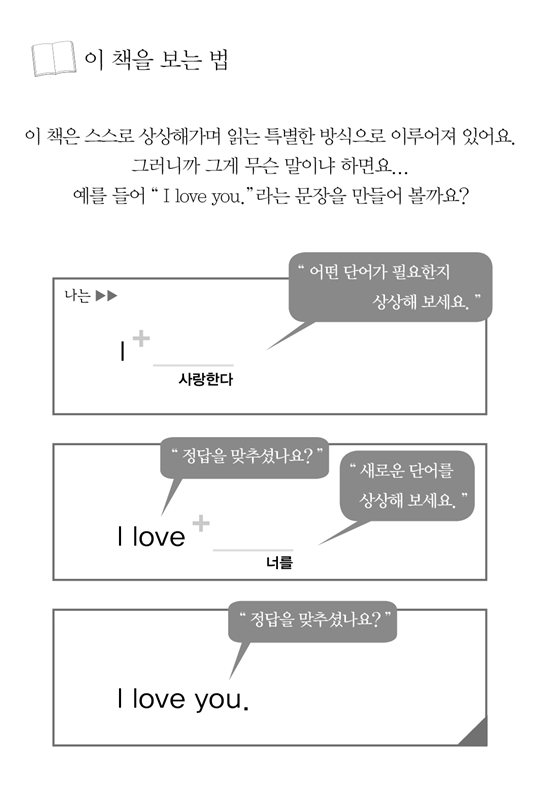 이 책을 보는 법
이 책은 스스로 상상해가며 읽는 특별한 방식으로 이루어져 있어요.
그러니까 그게 무슨 말이냐 하면요...
예를 들어 “ I love you.”라는 문장을 만들어 볼까요?
“ 어떤 단어가 필요한지
상상해 보세요. ”
나는 ▶▶
I + ________
사랑한다
“ 정답을 맞추셨나요? ”
“ 새로운 단어를
상상해 보세요. ”
I love + ________
너를
“ 정답을 맞추셨나요? ”
I love you.